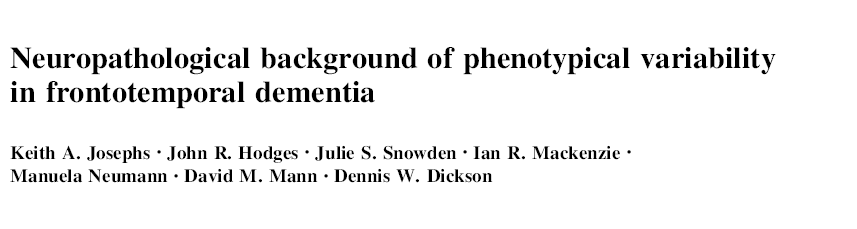 Neuropathological background of phenotypical variability
in frontotemporal dementia
Keith A. Josephs · John R. Hodges · Julie S. Snowden · Ian R. Mackenzie ·
Manuela Neumann · David M. Mann · Dennis W. Dickson